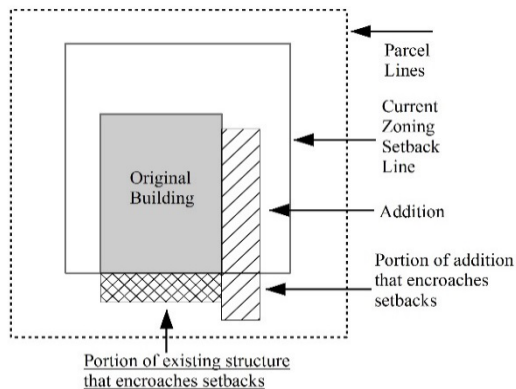 Parcel
Lines
Current
Zoning
Setback
Line
Original
Building
Addition
Portion of addition
that encroaches
setbacks
Portion of existing structure
that encroaches setbacks